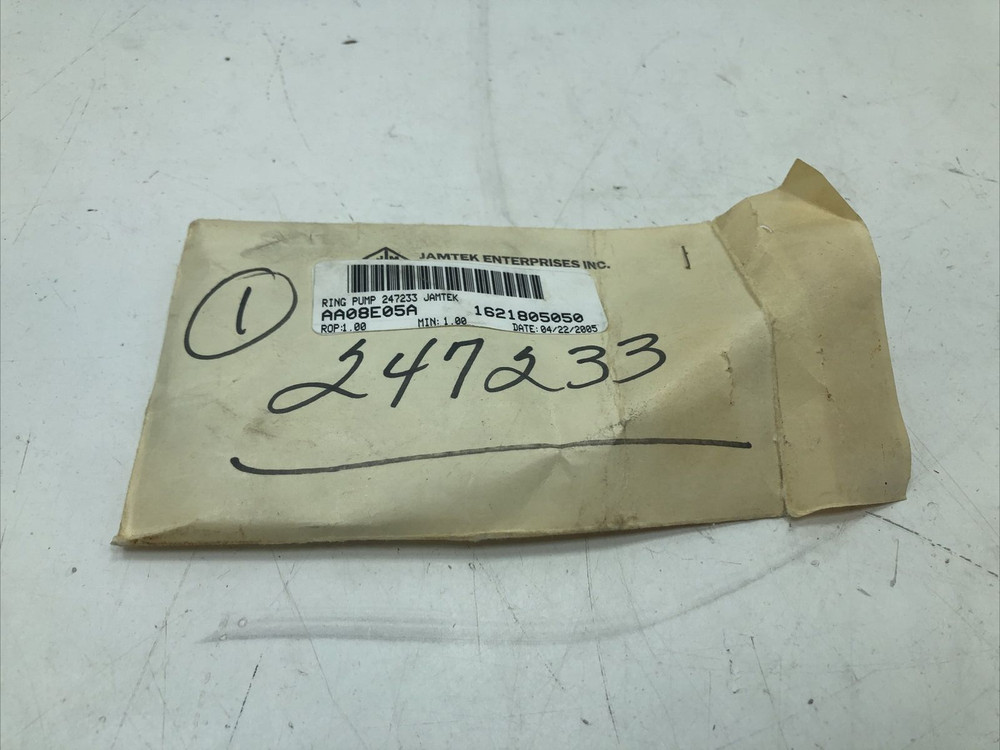 JAMTEK ENTERPRISES INC.
RING PUMP 247233 JAMTEK
AA08E05A 1621805050
ROP:1.00 MIN:1.00 DATE:04/22/2005
1
247233